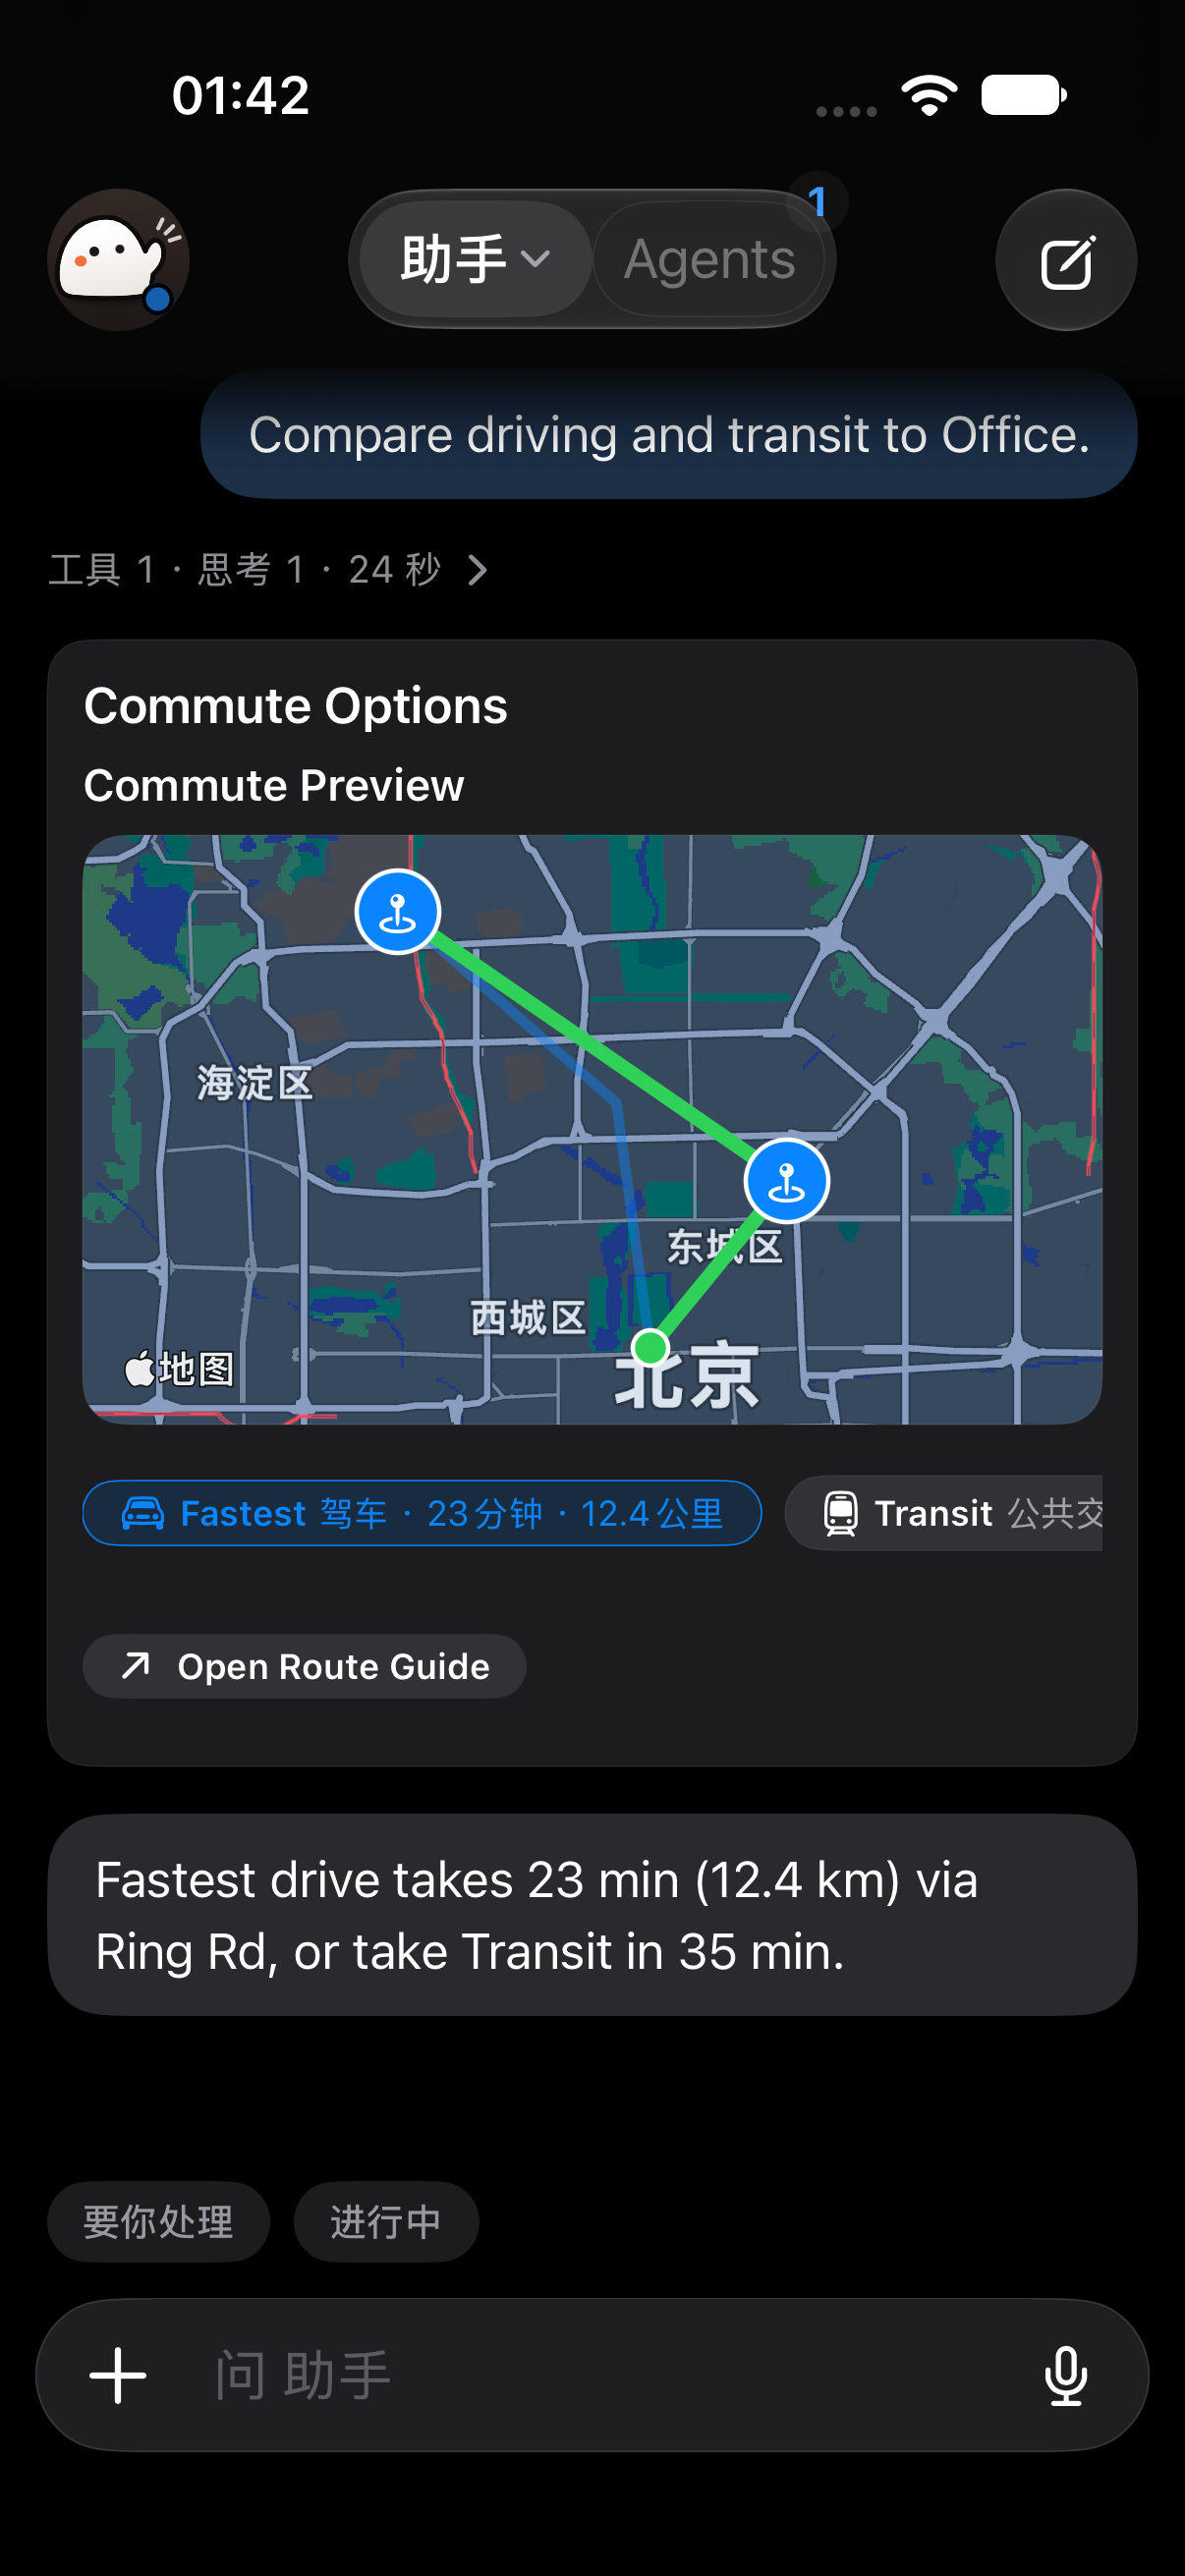 01:42
助手
Agents
1
Compare driving and transit to Office.
工具 1 · 思考 1 · 24 秒
Commute Options
Commute Preview
海淀区
东城区
西城区
北京
地图
Fastest 驾车 · 23分钟 · 12.4公里
Transit 公共交
Open Route Guide
Fastest drive takes 23 min (12.4 km) via
Ring Rd, or take Transit in 35 min.
要你处理
进行中
问 助手